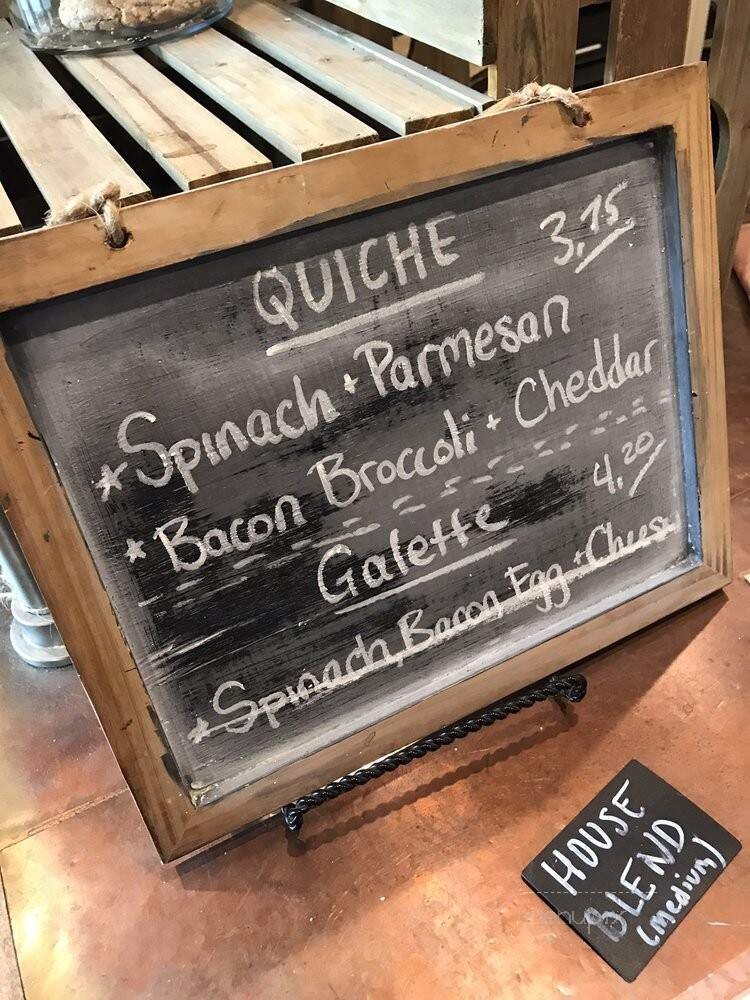 QUICHE 3.75
* Spinach + Parmesan
* Bacon Broccoli + Cheddar
Galette 4.20
* Spinach, Bacon Egg + Chees
HOUSE
BLEND
(medium)